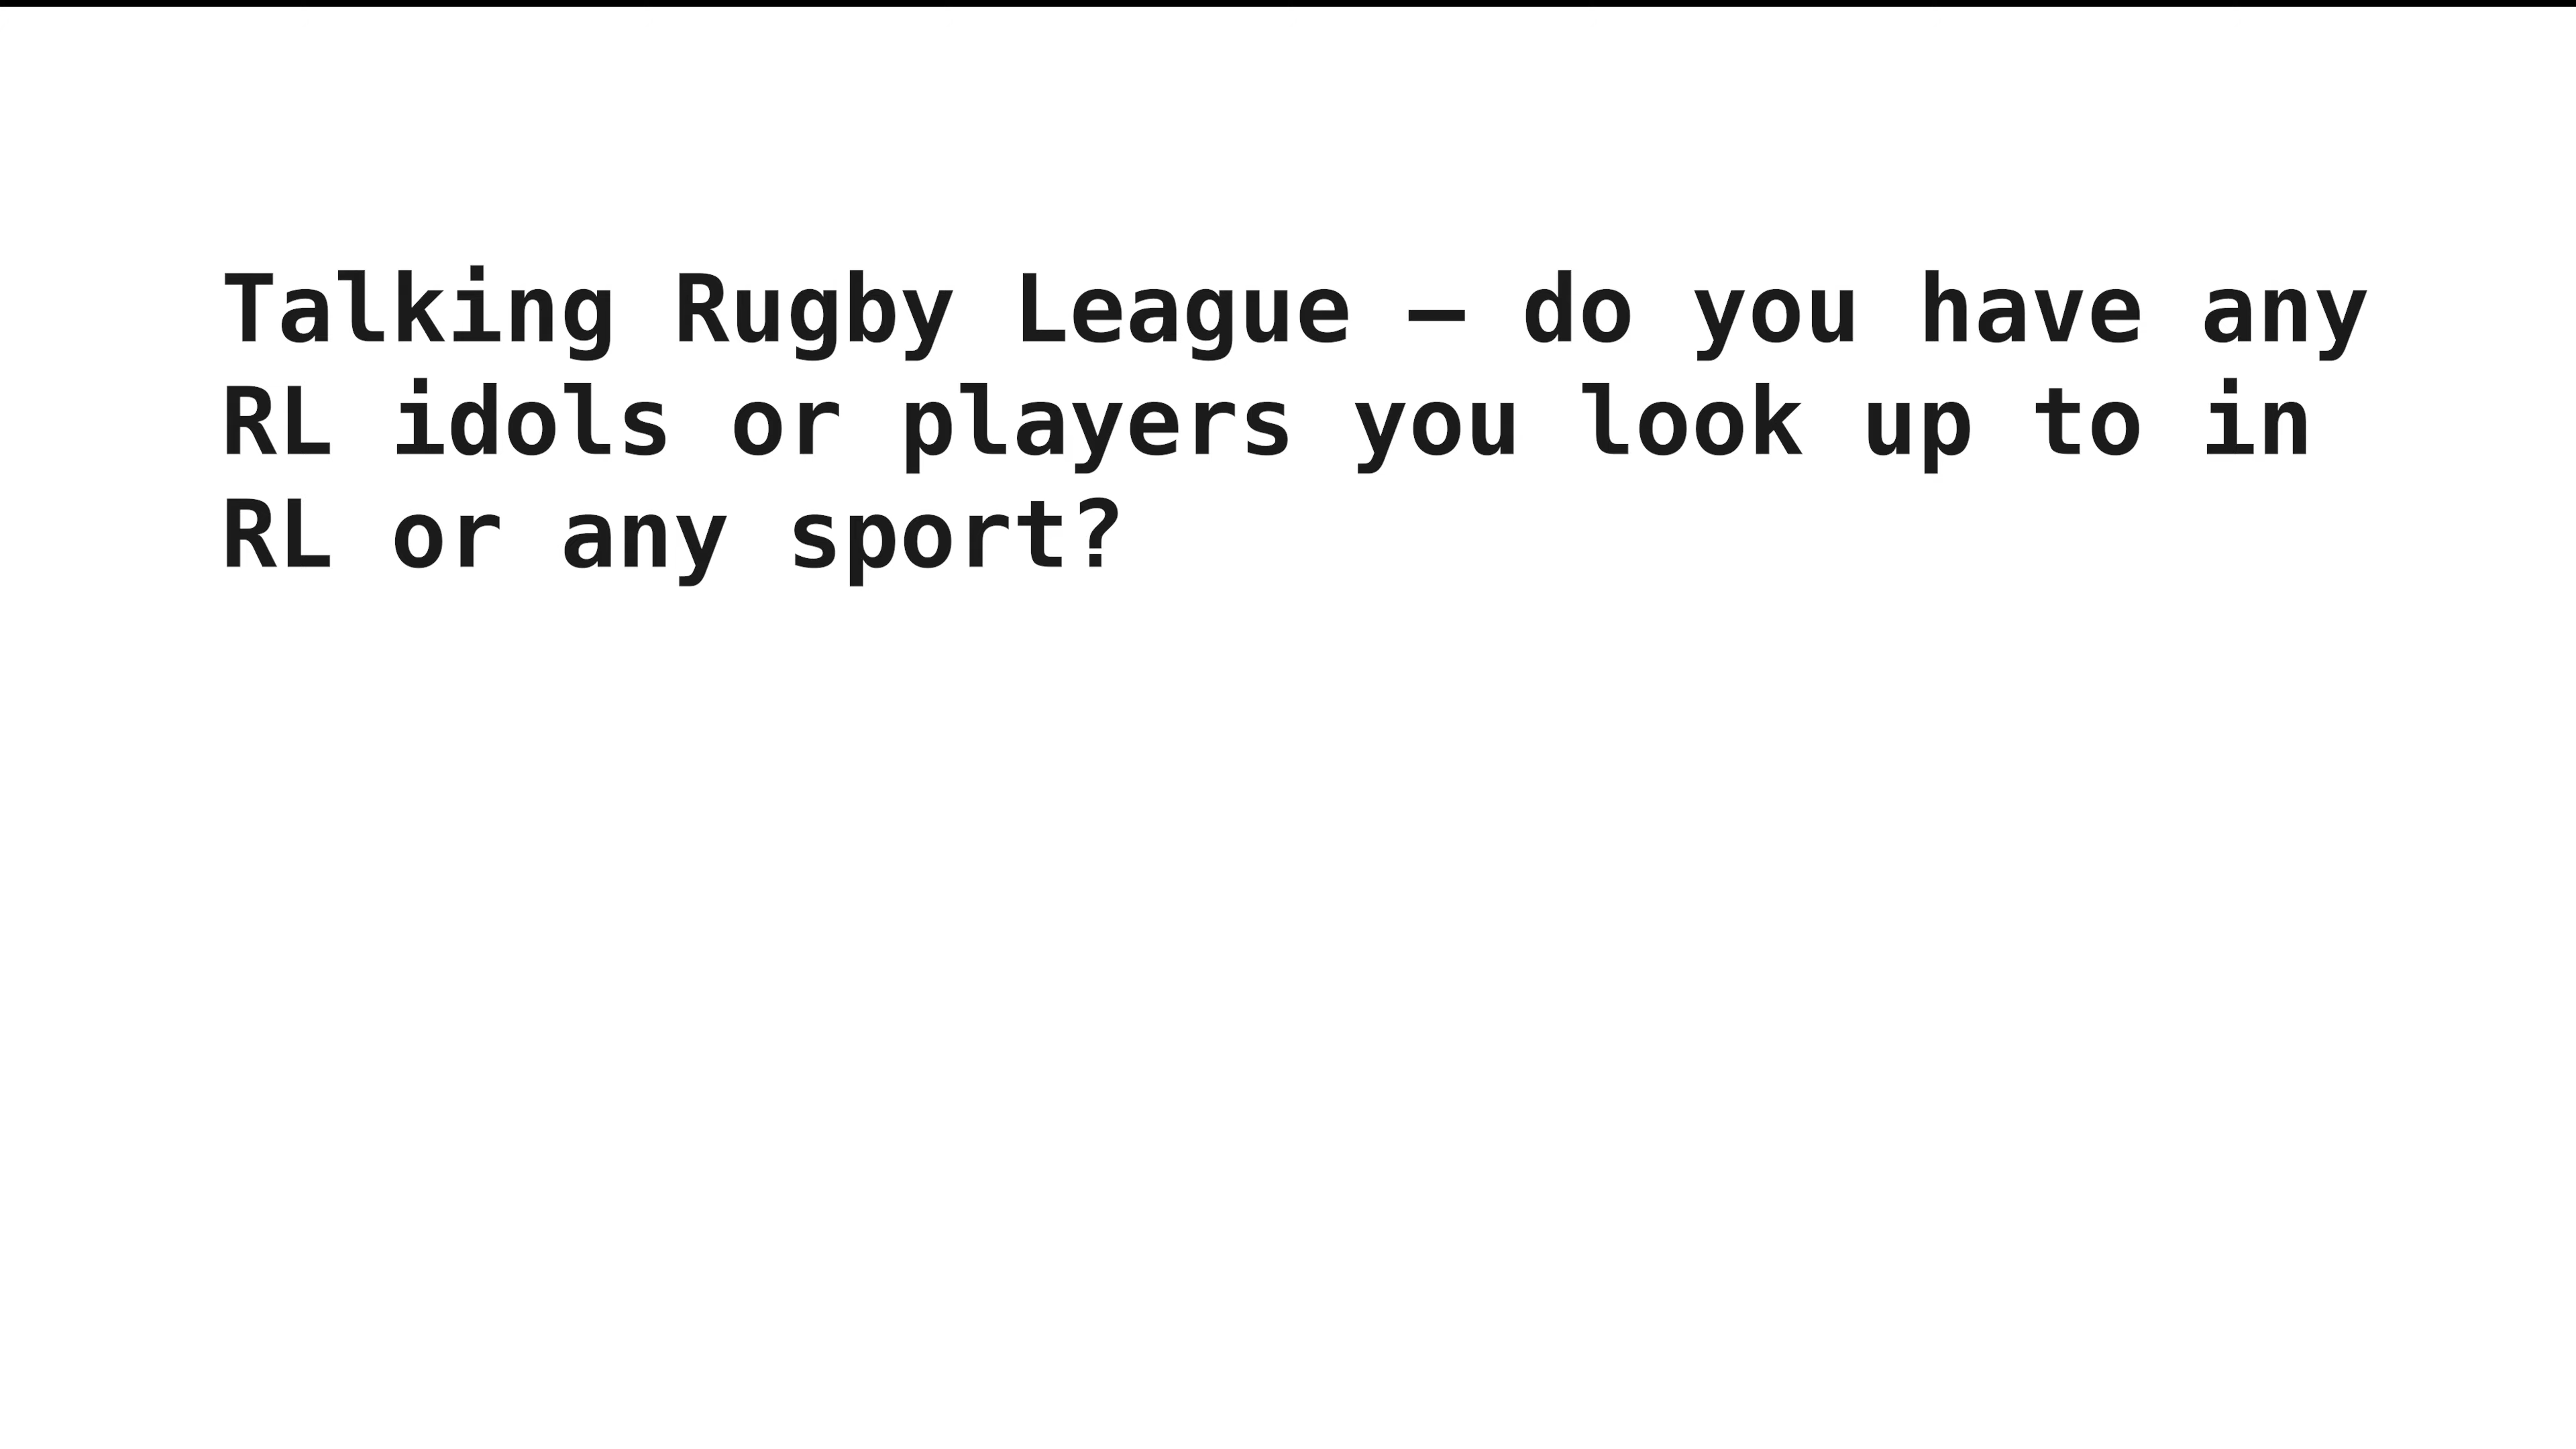 Talking Rugby League – do you have any
RL idols or players you look up to in
RL or any sport?